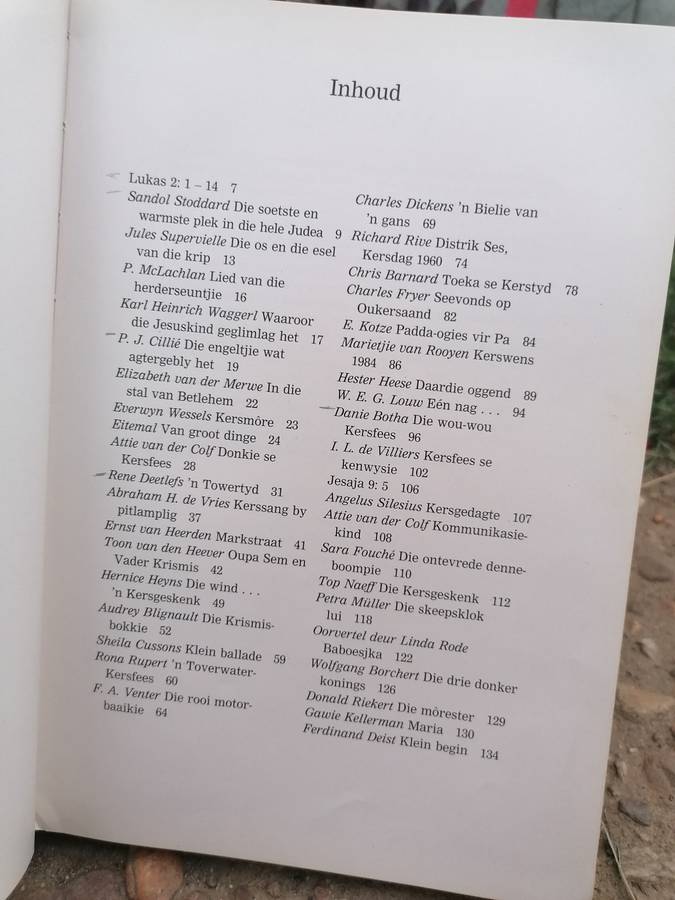 Inhoud
Lukas 2: 1 – 14 7
Sandol Stoddard Die soetste en
warmste plek in die hele Judea 9
Jules Supervielle Die os en die esel
van die krip 13
P. McLachlan Lied van die
herderseuntjie 16
Karl Heinrich Waggerl Waaroor
die Jesuskind geglimlag het 17
P. J. Cillié Die engeltjie wat
agtergebly het 19
Elizabeth van der Merwe In die
stal van Betlehem 22
Everwyn Wessels Kersmôre 23
Eitemal Van groot dinge 24
Attie van der Colf Donkie se
Kersfees 28
Rene Deetlefs 'n Towertyd 31
Abraham H. de Vries Kerssang by
pitlamplig 37
Ernst van Heerden Markstraat 41
Toon van den Heever Oupa Sem en
Vader Krismis 42
Hernice Heyns Die wind . . .
'n Kersgeskenk 49
Audrey Blignault Die Krismis-
bokkie 52
Sheila Cussons Klein ballade 59
Rona Rupert 'n Toverwater-
Kersfees 60
F. A. Venter Die rooi motor-
baaikie 64
Charles Dickens 'n Bielie van
'n gans 69
Richard Rive Distrik Ses,
Kersdag 1960 74
Chris Barnard Toeka se Kerstyd 78
Charles Fryer Seevonds op
Oukersaand 82
E. Kotze Padda-ogies vir Pa 84
Marietjie van Rooyen Kerswens
1984 86
Hester Heese Daardie oggend 89
W. E. G. Louw Eén nag . . . 94
Danie Botha Die wou-wou
Kersfees 96
I. L. de Villiers Kersfees se
kenwysie 102
Jesaja 9: 5 106
Angelus Silesius Kersgedagte 107
Attie van der Colf Kommunikasie-
kind 108
Sara Fouché Die ontevrede denne-
boompie 110
Top Naeff Die Kersgeskenk 112
Petra Müller Die skeepsklok
lui 118
Oorvertel deur Linda Rode
Baboesjka 122
Wolfgang Borchert Die drie donker
konings 126
Donald Riekert Die môrester 129
Gawie Kellerman Maria 130
Ferdinand Deist Klein begin 134